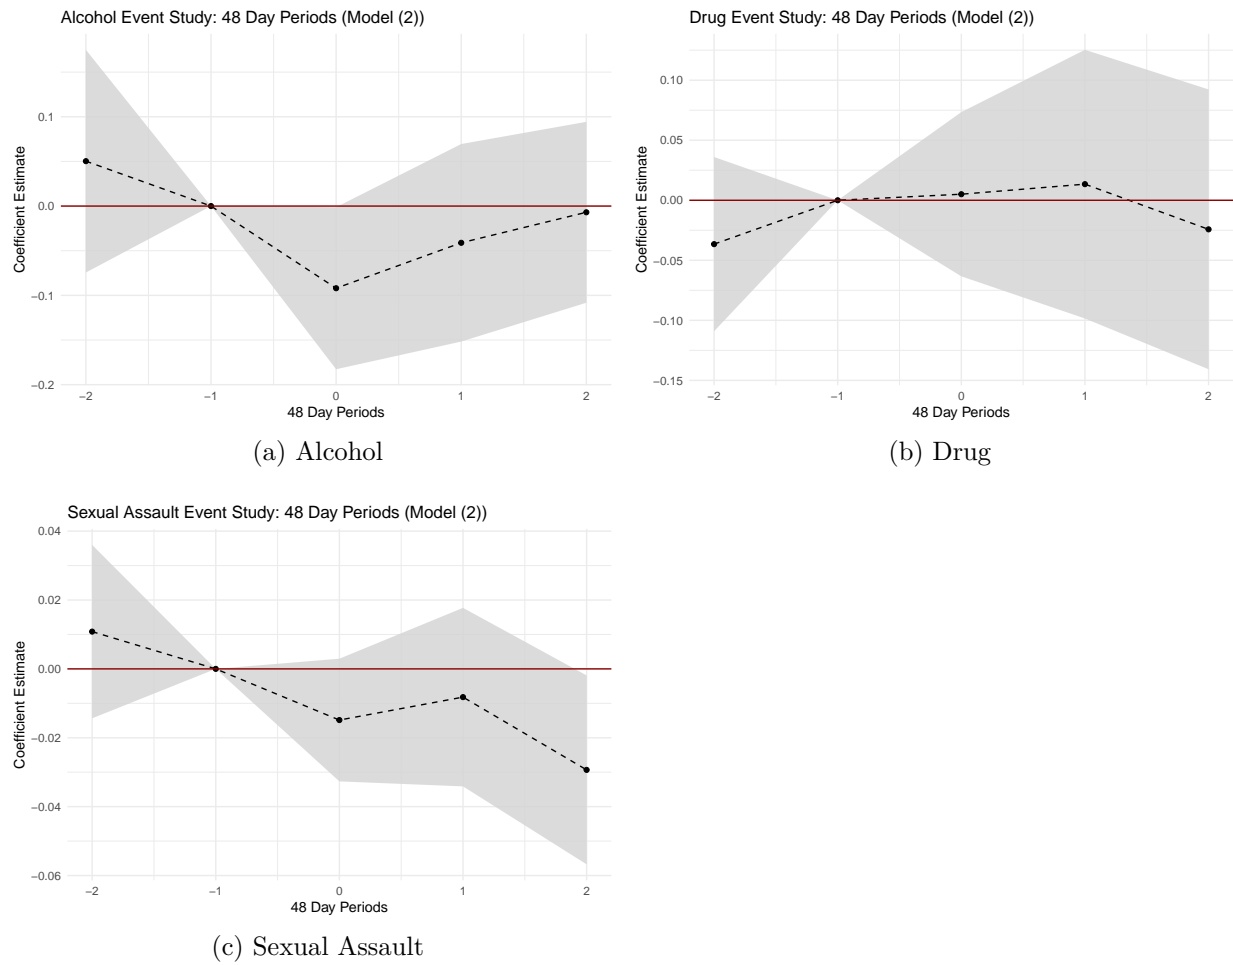 Alcohol Event Study: 48 Day Periods (Model (2))
Coefficient Estimate
0.1
0.0
−0.1
−0.2
−2 −1 0 1 2
48 Day Periods
(a) Alcohol
Drug Event Study: 48 Day Periods (Model (2))
Coefficient Estimate
0.10
0.05
0.00
−0.05
−0.10
−0.15
−2 −1 0 1 2
48 Day Periods
(b) Drug
Sexual Assault Event Study: 48 Day Periods (Model (2))
Coefficient Estimate
0.04
0.02
0.00
−0.02
−0.04
−0.06
−2 −1 0 1 2
48 Day Periods
(c) Sexual Assault